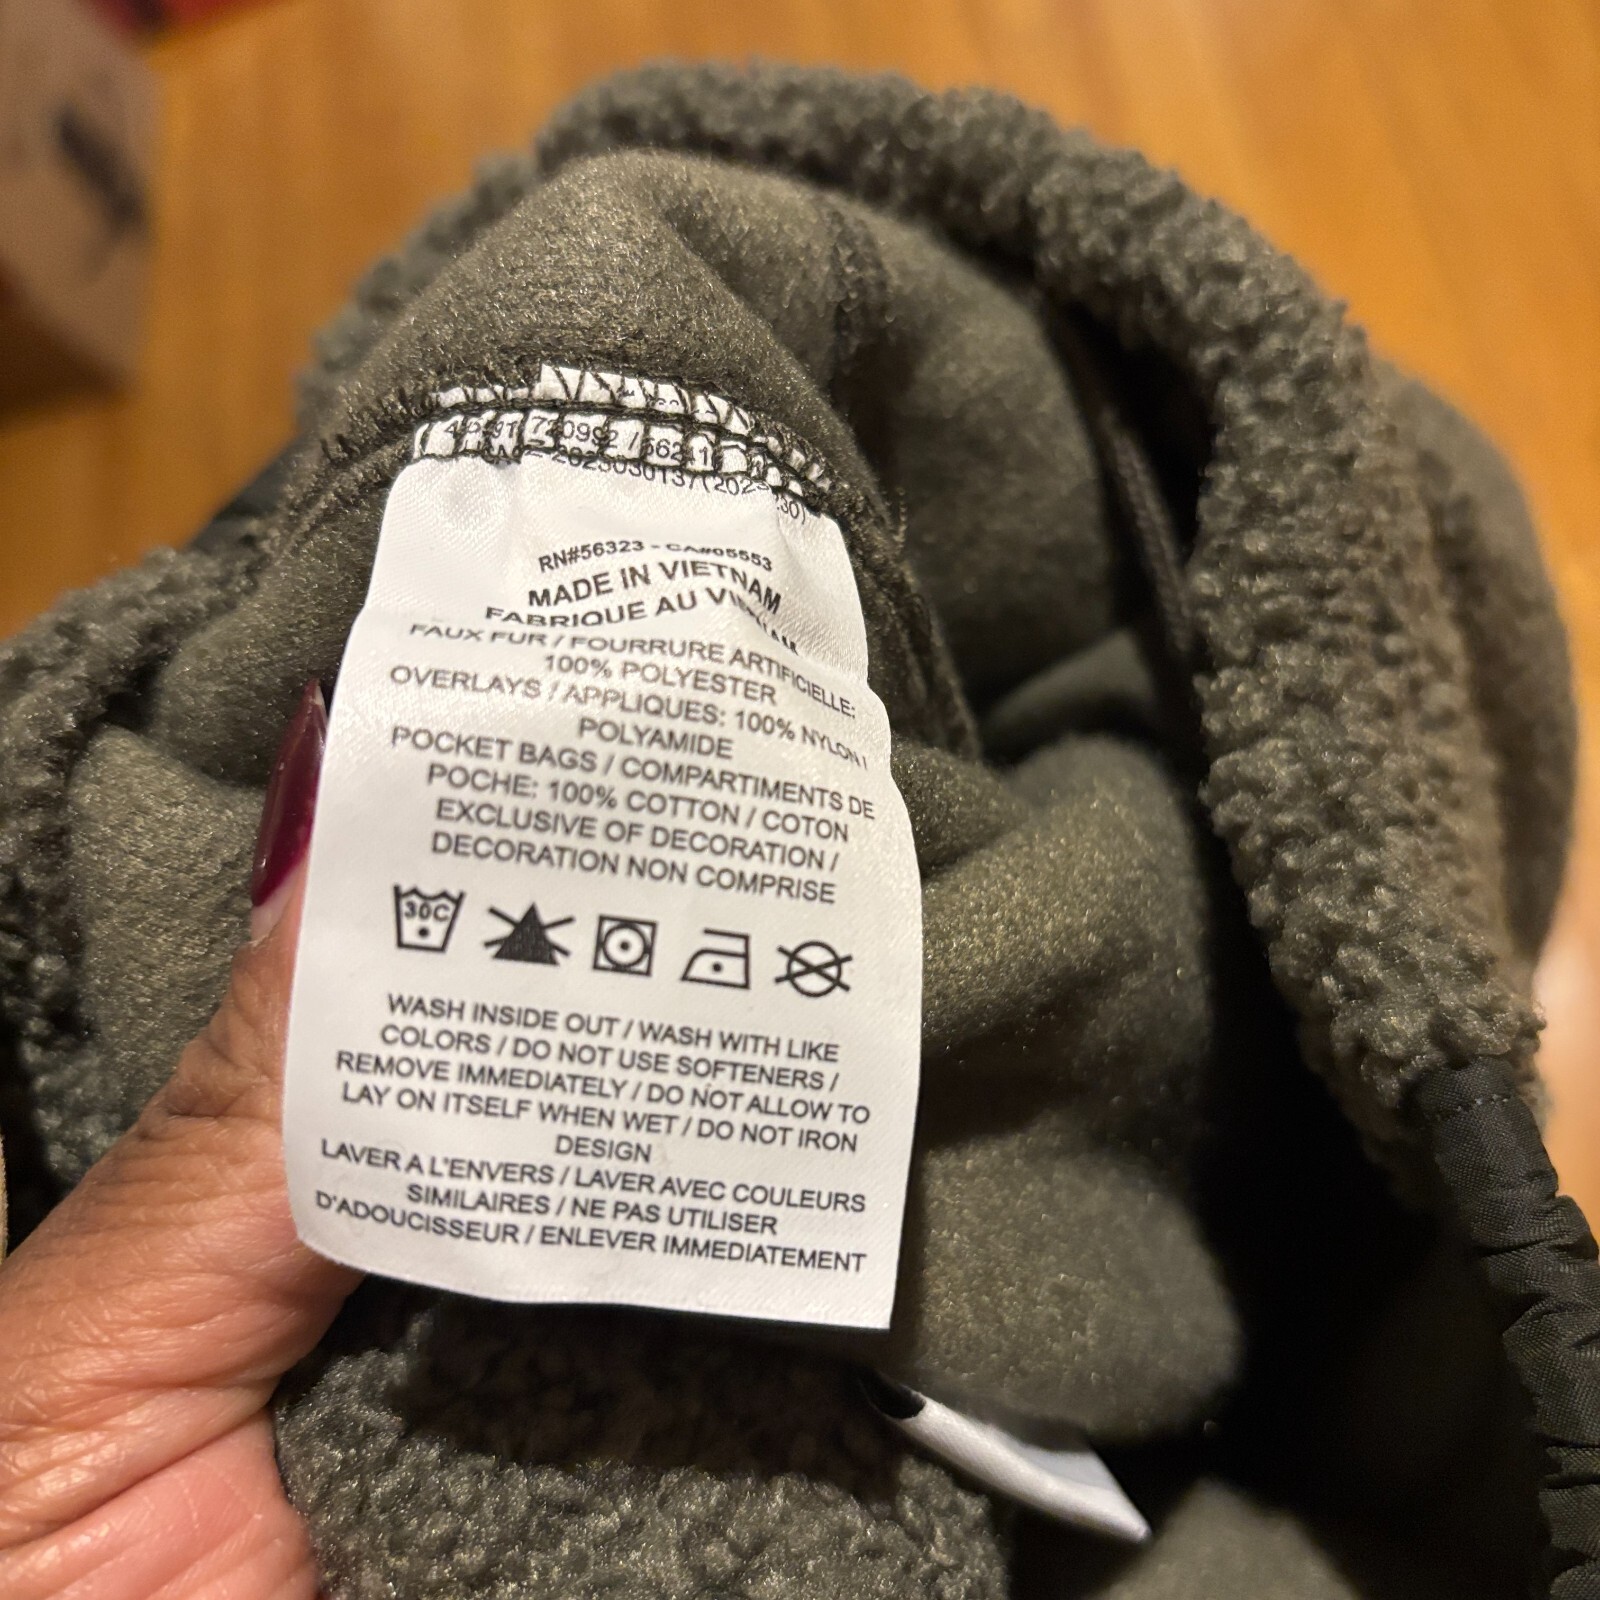 RN#56323 - CA#05553
MADE IN VIETNAM
FABRIQUE AU
FAUX FUR / FOURRURE ARTIFICIELLE:
100% POLYESTER
OVERLAYS / APPLIQUES: 100% NYLON /
POLYAMIDE
POCKET BAGS / COMPARTIMENTS DE
POCHE: 100% COTTON / COTON
EXCLUSIVE OF DECORATION /
DECORATION NON COMPRISE
30C
WASH INSIDE OUT / WASH WITH LIKE
COLORS / DO NOT USE SOFTENERS /
REMOVE IMMEDIATELY / DO NOT ALLOW TO
LAY ON ITSELF WHEN WET / DO NOT IRON
DESIGN
LAVER A L'ENVERS / LAVER AVEC COULEURS
SIMILAIRES / NE PAS UTILISER
D'ADOUCISSEUR / ENLEVER IMMEDIATEMENT